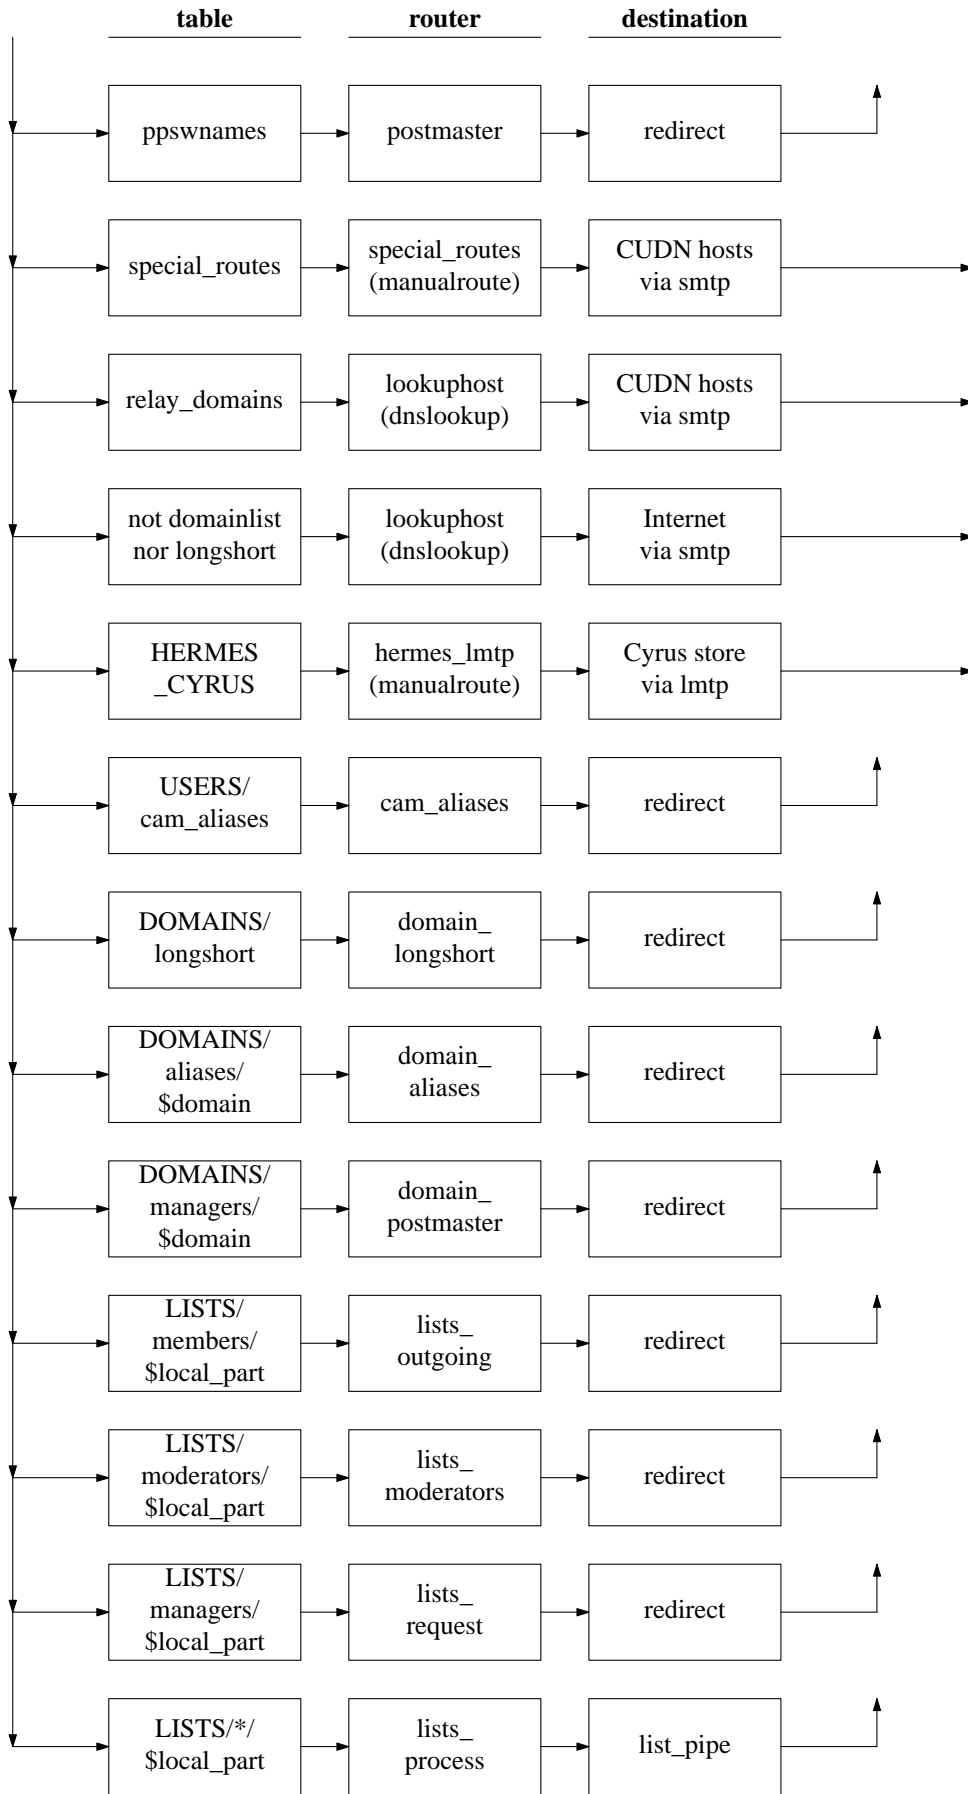 table router destination
ppswnames postmaster redirect
special_routes
special_routes
(manualroute)
CUDN hosts
via smtp
relay_domains
lookuphost
(dnslookup)
CUDN hosts
via smtp
not domainlist
nor longshort
lookuphost
(dnslookup)
Internet
via smtp
HERMES
_CYRUS
hermes_lmtp
(manualroute)
Cyrus store
via lmtp
USERS/
cam_aliases
cam_aliases
redirect
DOMAINS/
longshort
domain_
longshort
redirect
DOMAINS/
aliases/
$domain
domain_
aliases
redirect
DOMAINS/
managers/
$domain
domain_
postmaster
redirect
LISTS/
members/
$local_part
lists_
outgoing
redirect
LISTS/
moderators/
$local_part
lists_
moderators
redirect
LISTS/
managers/
$local_part
lists_
request
redirect
LISTS/*/
$local_part
lists_
process
list_pipe